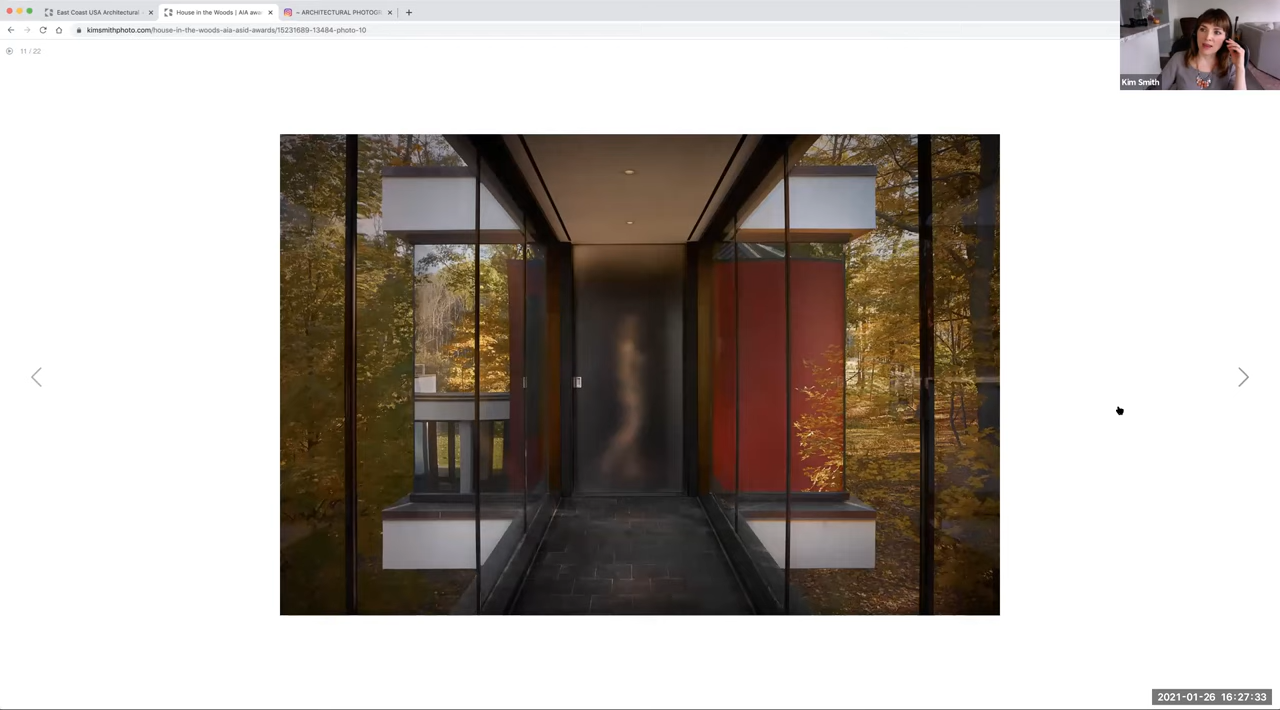 East Coast USA Architectural
House in the Woods | AIA awa
~ ARCHITECTURAL PHOTOGR
kimsmithphoto.com/house-in-the-woods-aia-asid-awards/15231689-13484-photo-10
11 / 22
Kim Smith
2021-01-26 16:27:33